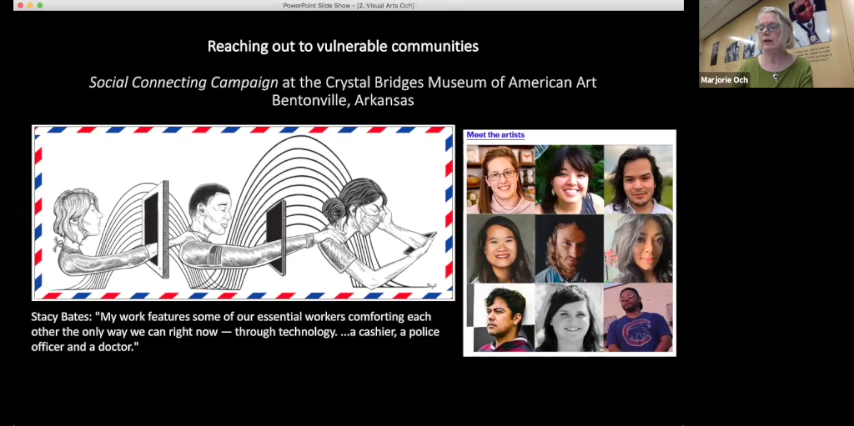 PowerPoint Slide Show - [2. Visual Arts Och]
Reaching out to vulnerable communities
Social Connecting Campaign at the Crystal Bridges Museum of American Art
Bentonville, Arkansas
Meet the artists
Stacy Bates: "My work features some of our essential workers comforting each
other the only way we can right now — through technology. ...a cashier, a police
officer and a doctor."
Marjorie Och